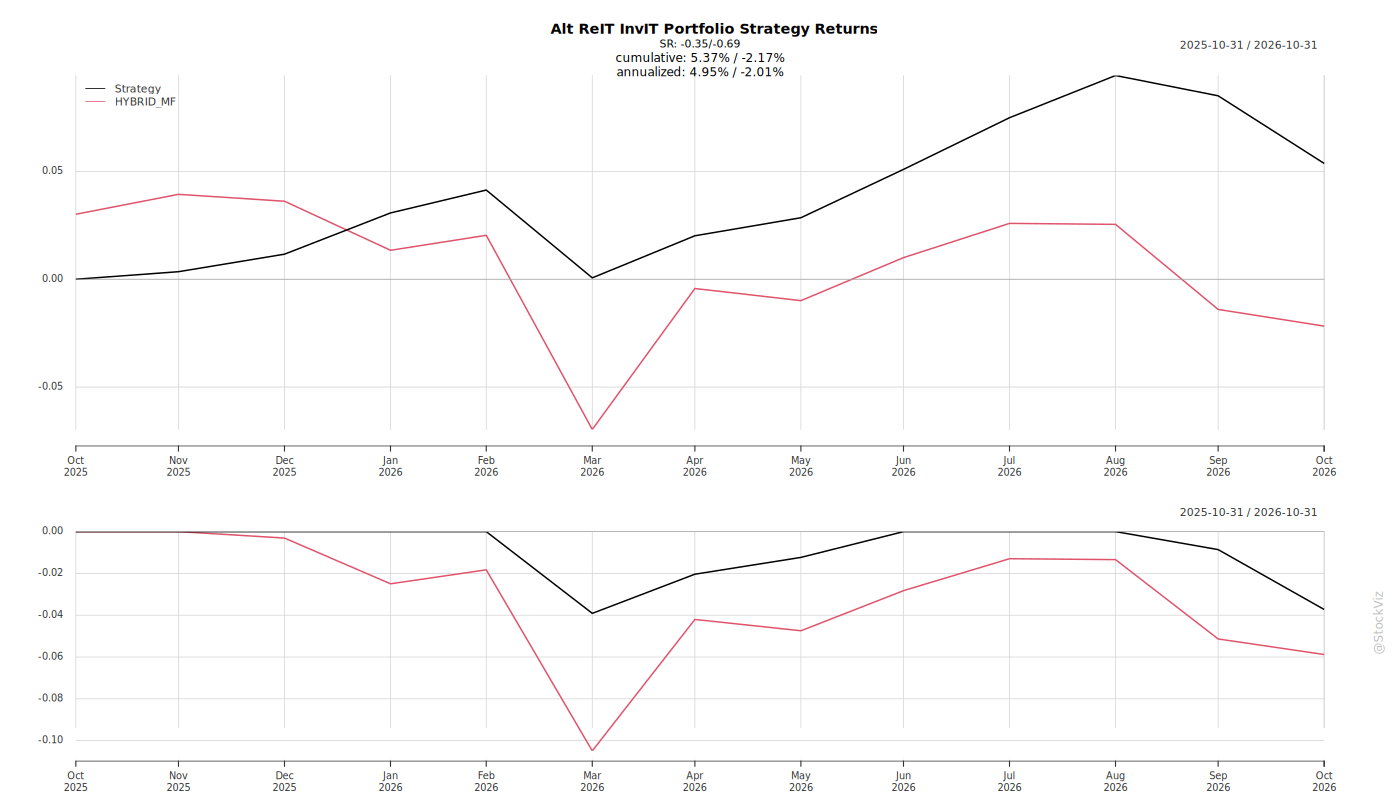 Alt ReIT InvIT Portfolio Strategy Returns
SR: -0.35/-0.69
cumulative: 5.37% / -2.17%
annualized: 4.95% / -2.01%
2025-10-31 / 2026-10-31
Strategy
HYBRID_MF
0.05
0.00
-0.05
Oct Nov Dec Jan Feb Mar Apr May Jun Jul Aug Sep Oct
2025 2025 2025 2026 2026 2026 2026 2026 2026 2026 2026 2026 2026
2025-10-31 / 2026-10-31
0.00
-0.02
-0.04
-0.06
-0.08
-0.10
Oct Nov Dec Jan Feb Mar Apr May Jun Jul Aug Sep Oct
2025 2025 2025 2026 2026 2026 2026 2026 2026 2026 2026 2026 2026
@StockViz